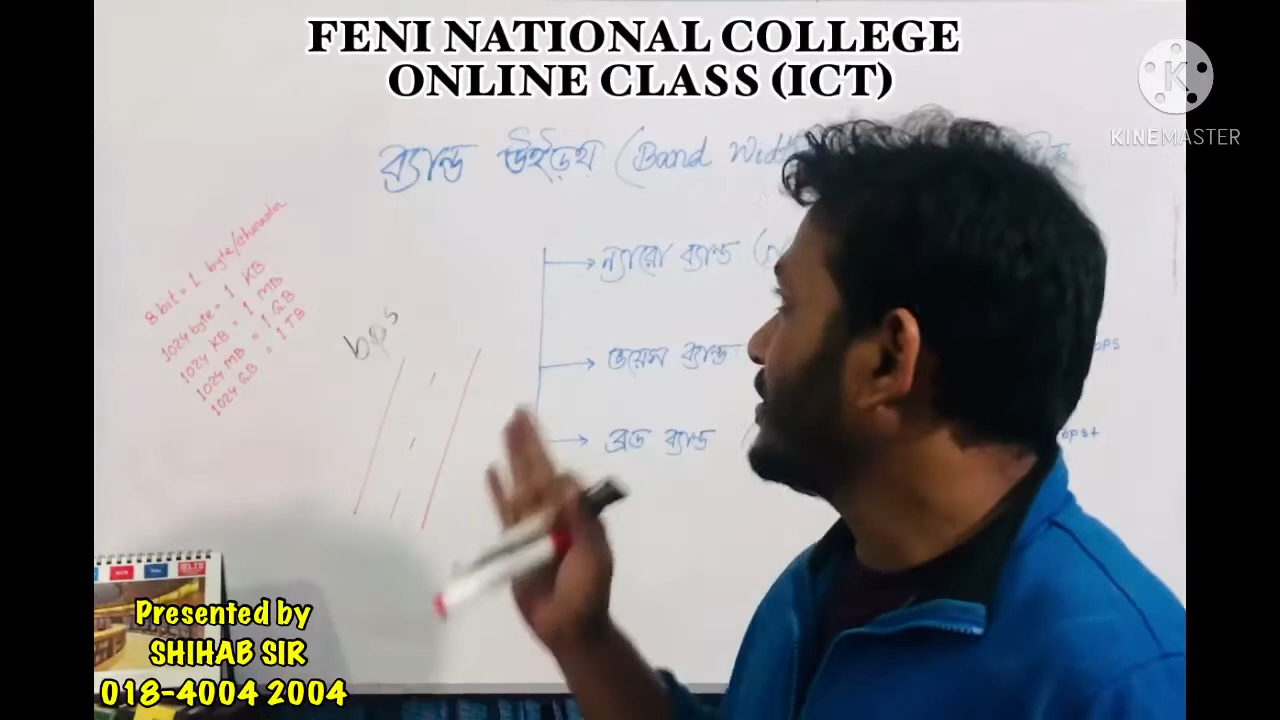 FENI NATIONAL COLLEGE
ONLINE CLASS (ICT)
KINEMASTER
ব্যান্ড উইড্থ (Band Width
8 bit = 1 byte/character
1024 byte = 1 KB
1024 KB = 1 MB
1024 MB = 1 GB
1024 GB = 1 TB
bps
ন্যারো ব্যান্ড
ভয়েস ব্যান্ড
ব্রড ব্যান্ড
IELTS
Presented by
SHIHAB SIR
018-4004 2004